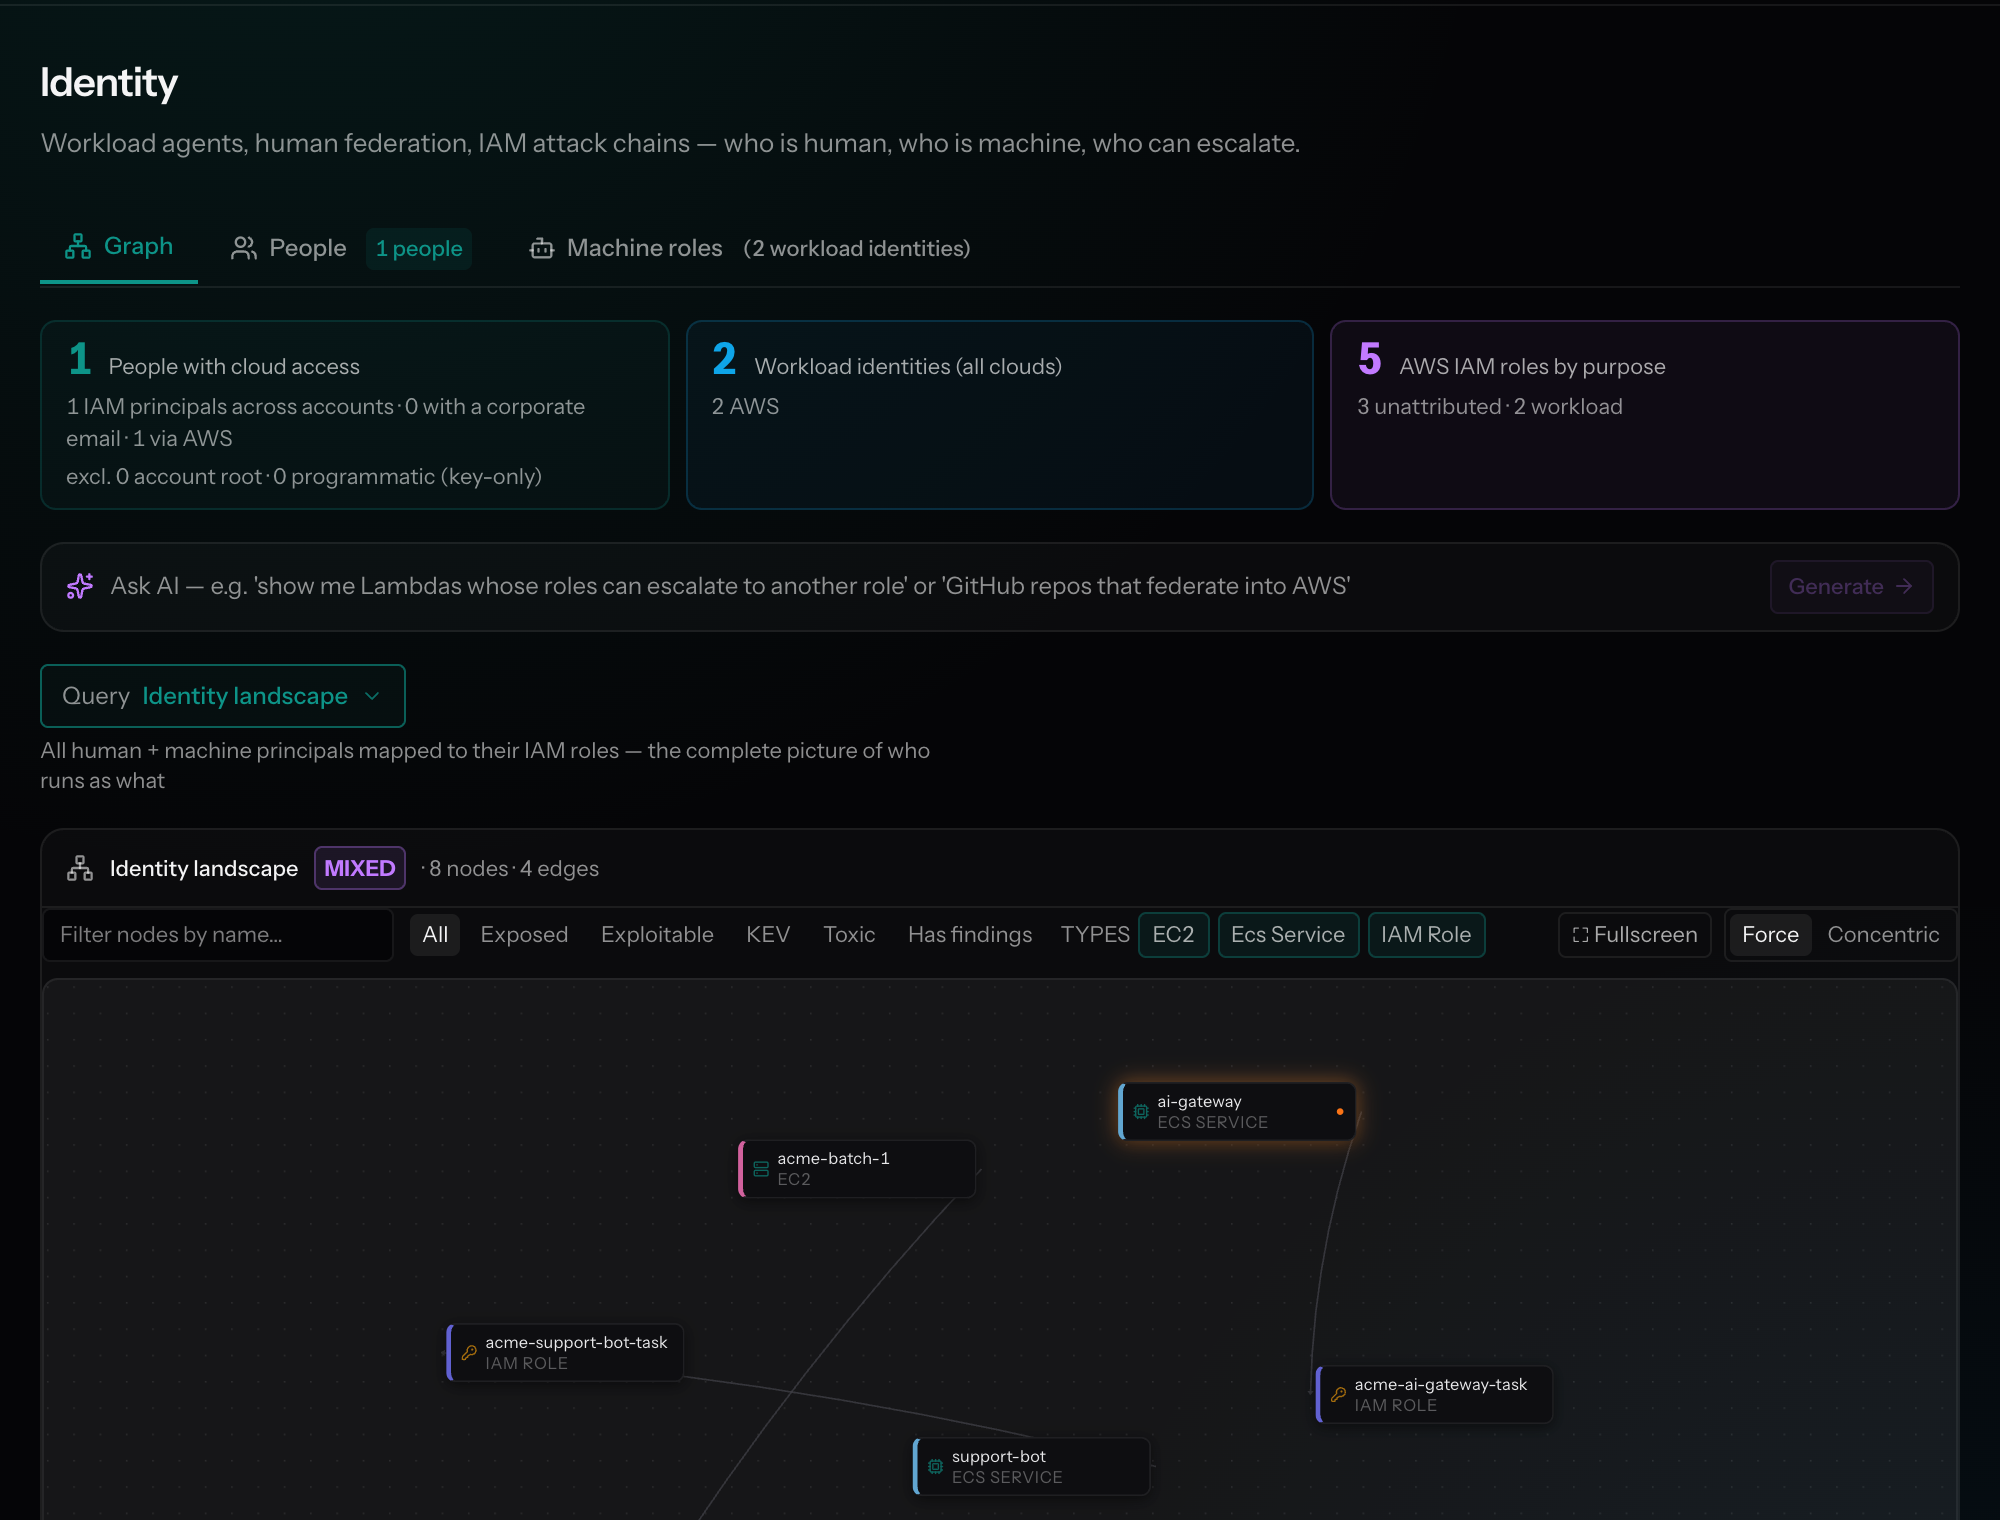 Identity
Workload agents, human federation, IAM attack chains — who is human, who is machine, who can escalate.
Graph
People
1 people
Machine roles
(2 workload identities)
1 People with cloud access
1 IAM principals across accounts · 0 with a corporate
email · 1 via AWS
excl. 0 account root · 0 programmatic (key-only)
2 Workload identities (all clouds)
2 AWS
5 AWS IAM roles by purpose
3 unattributed · 2 workload
Ask AI — e.g. 'show me Lambdas whose roles can escalate to another role' or 'GitHub repos that federate into AWS'
Generate →
Query Identity landscape
All human + machine principals mapped to their IAM roles — the complete picture of who
runs as what
Identity landscape MIXED · 8 nodes · 4 edges
Filter nodes by name...
All Exposed Exploitable KEV Toxic Has findings TYPES EC2 Ecs Service IAM Role
Fullscreen
Force Concentric
ai-gateway
ECS SERVICE
acme-batch-1
EC2
acme-support-bot-task
IAM ROLE
acme-ai-gateway-task
IAM ROLE
support-bot
ECS SERVICE